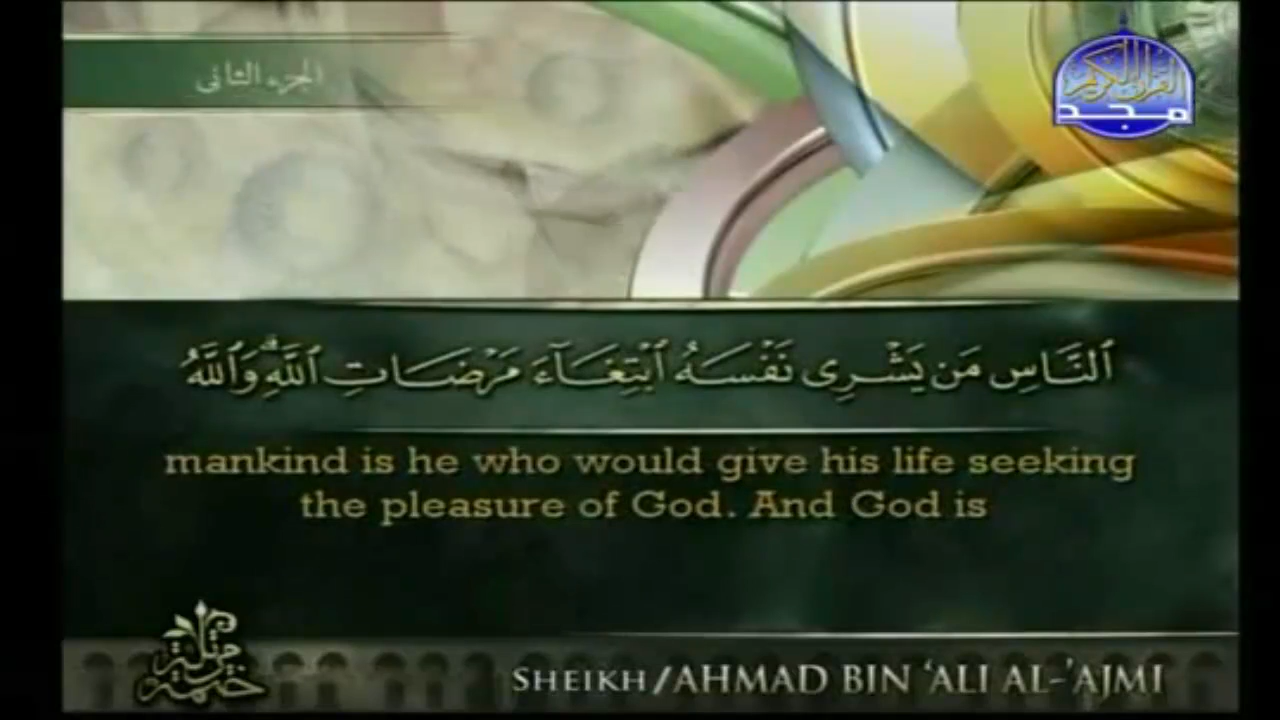 الجزء الثاني
القرآن الكريم
مجد
ٱلنَّاسِ مَن يَشۡرِي نَفۡسَهُ ٱبۡتِغَآءَ مَرۡضَاتِ ٱللَّهِۗ وَٱللَّهُ
mankind is he who would give his life seeking
the pleasure of God. And God is
ختمة مرتلة
SHEIKH/AHMAD BIN ‘ALI AL-’AJMI